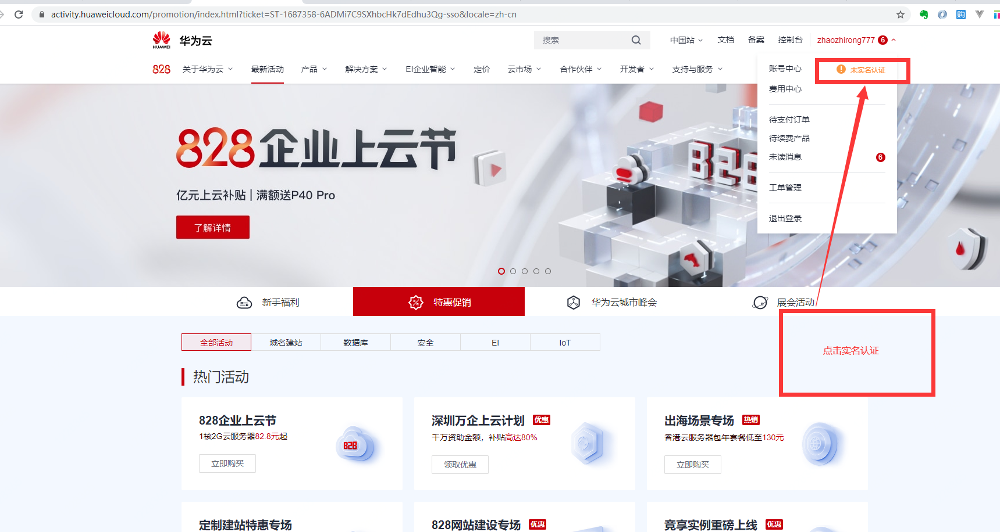 activity.huaweicloud.com/promotion/index.html?ticket=ST-1687358-6ADMi7C9SXhbcHk7dEdhu3Qg-sso&locale=zh-cn
HUAWEI 华为云
搜索
中国站 文档 备案 控制台 zhaozhirong777 6
828 关于华为云 最新活动 产品 解决方案 EI企业智能 定价 云市场 合作伙伴 开发者 支持与服务
账号中心 未实名认证
费用中心
待支付订单
待续费产品
未读消息 6
工单管理
退出登录
828企业上云节
亿元上云补贴 | 满额送P40 Pro
了解详情
828
新手福利 特惠促销 华为云城市峰会 展会活动
全部活动 域名建站 数据库 安全 EI IoT
点击实名认证
热门活动
828企业上云节
1核2G云服务器82.8元起
立即购买
828
深圳万企上云计划 优惠
千万资助金额，补贴高达80%
领取优惠
出海场景专场 热销
香港云服务器包年套餐低至130元
立即购买
定制建站特惠专场
828网站建设专场 优惠
竞享实例重磅上线 优惠